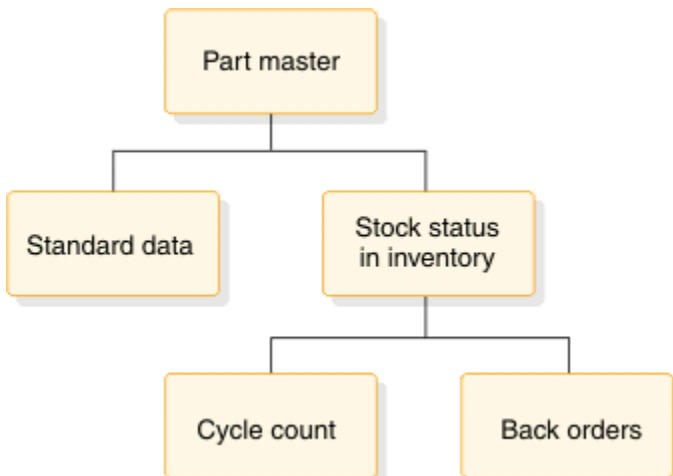 Part master
Standard data
Stock status
in inventory
Cycle count
Back orders